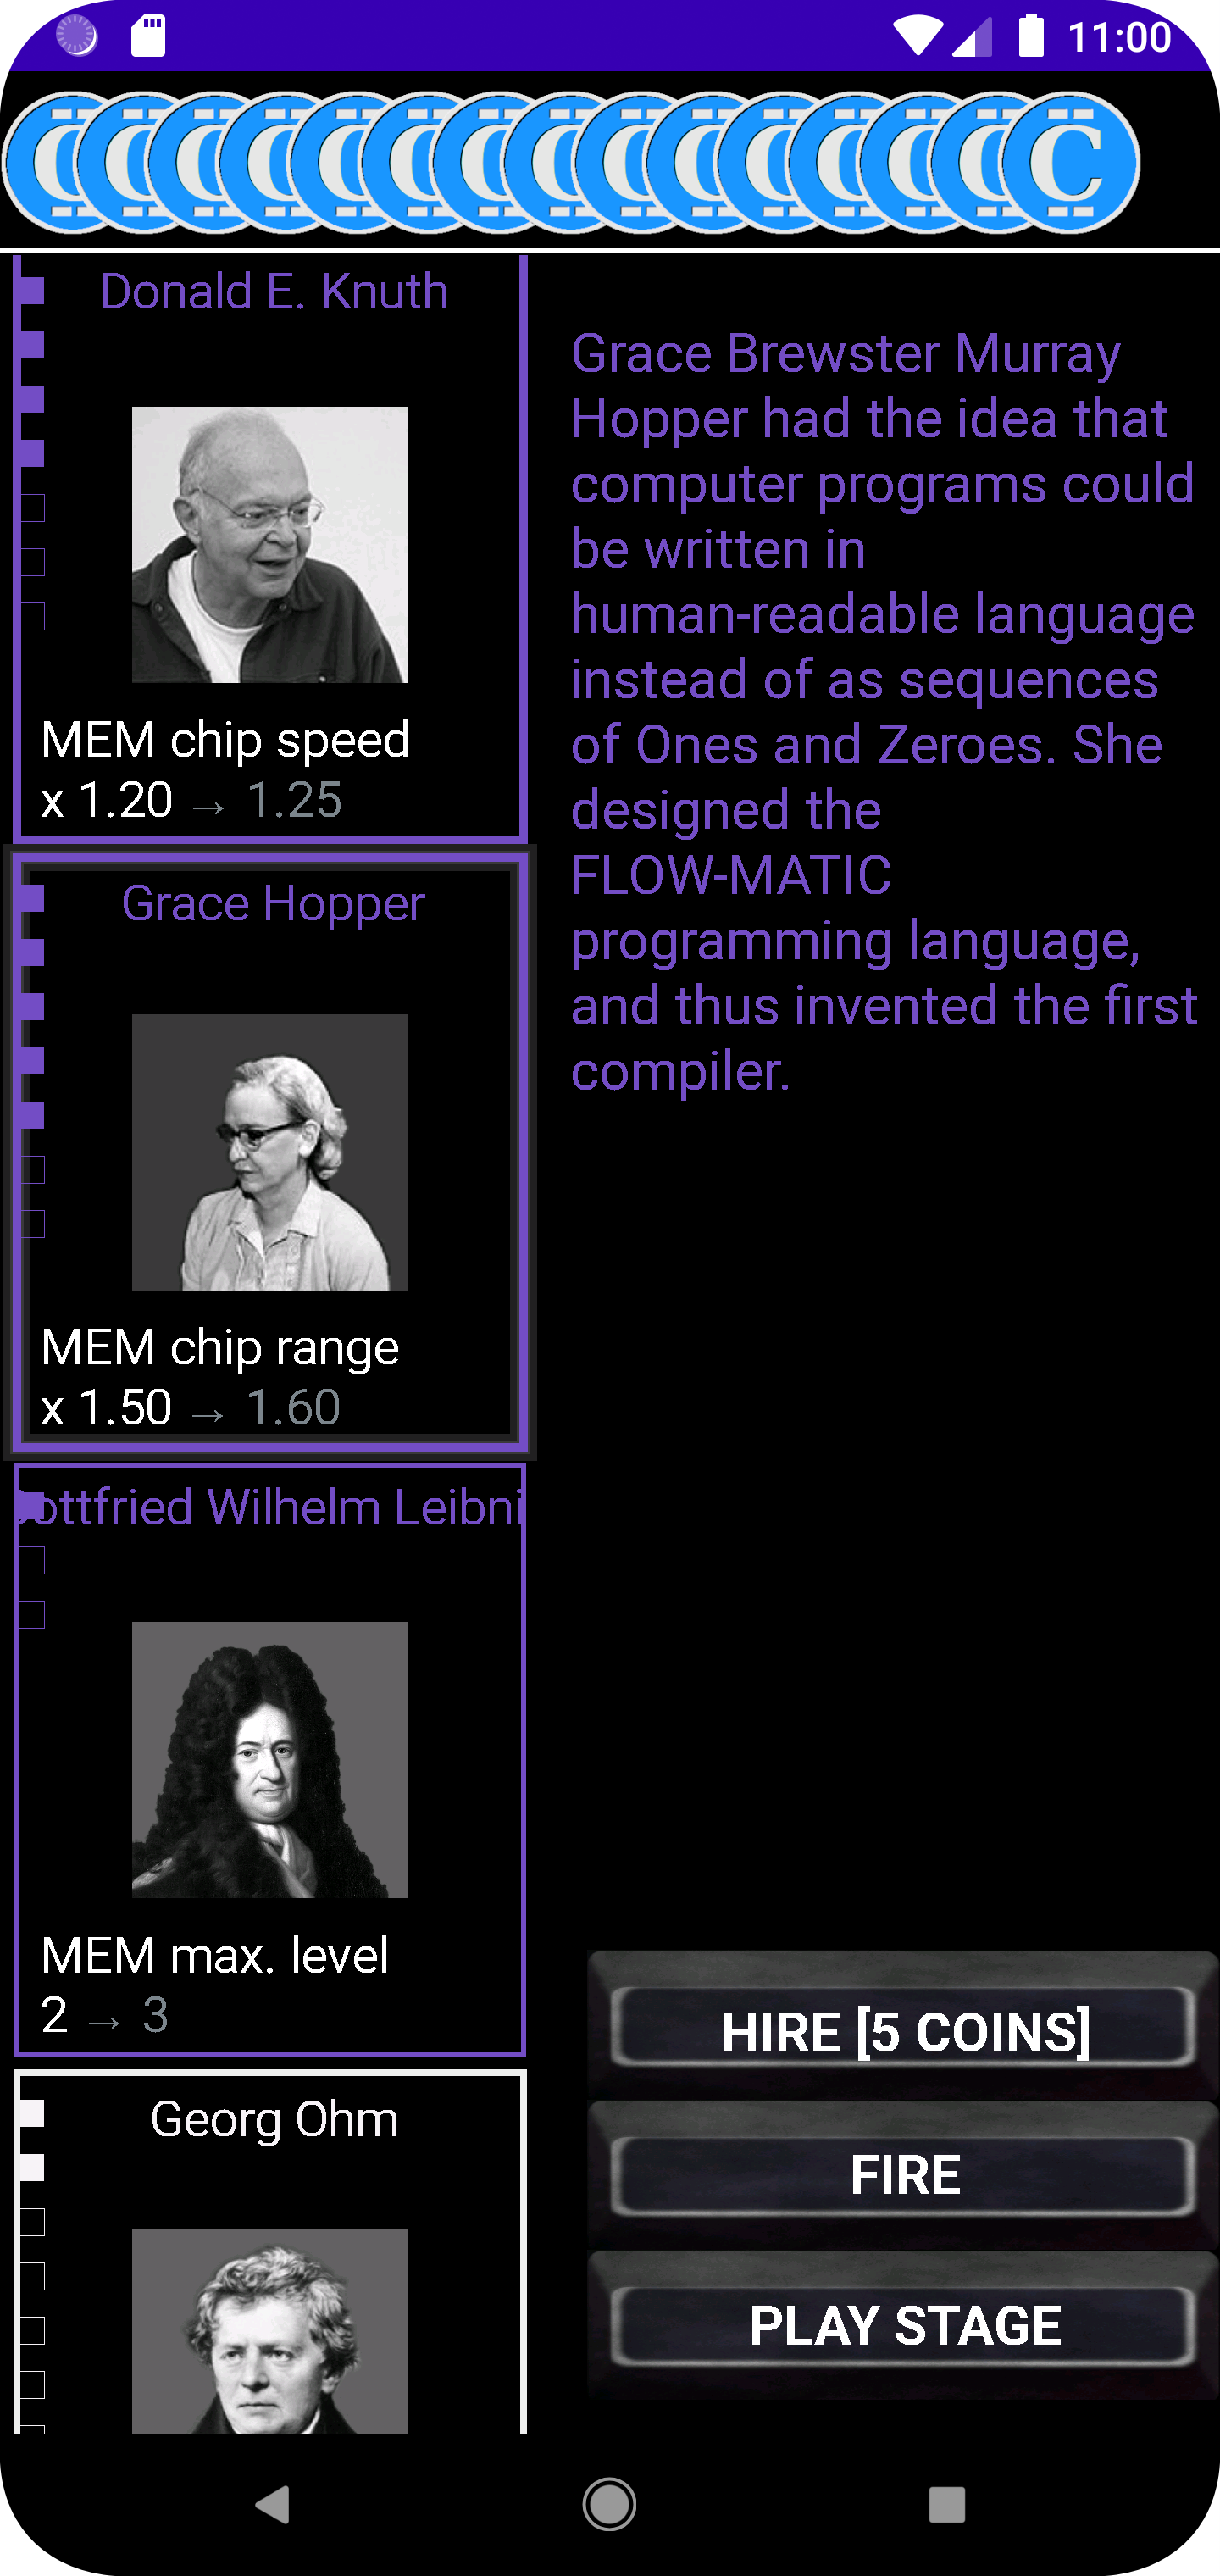 11:00
C
Donald E. Knuth
MEM chip speed
x 1.20 → 1.25
Grace Hopper
MEM chip range
x 1.50 → 1.60
ottfried Wilhelm Leibni
MEM max. level
2 → 3
Georg Ohm
Grace Brewster Murray
Hopper had the idea that
computer programs could
be written in
human-readable language
instead of as sequences
of Ones and Zeroes. She
designed the
FLOW-MATIC
programming language,
and thus invented the first
compiler.
HIRE [5 COINS]
FIRE
PLAY STAGE